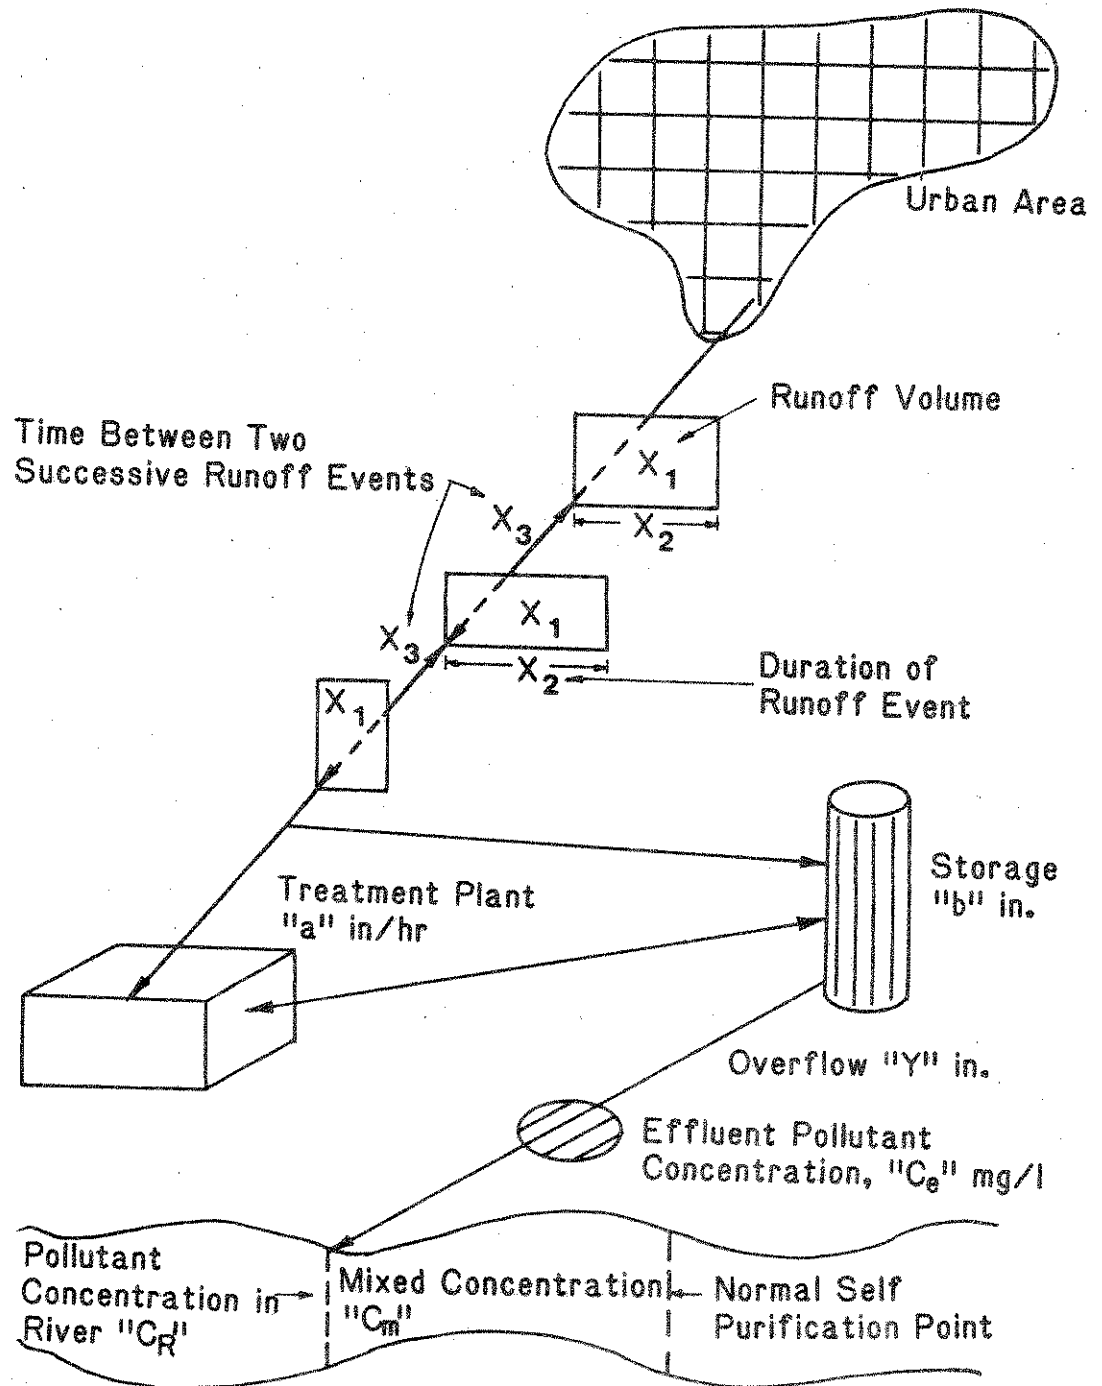 Urban Area
Runoff Volume
Time Between Two
Successive Runoff Events
X1
X2
X3
X1
X3
X2
Duration of
Runoff Event
X1
Storage
"b" in.
Treatment Plant
"a" in/hr
Overflow "Y" in.
Effluent Pollutant
Concentration, "Ce" mg/l
Pollutant
Concentration in
River "CR"
Mixed Concentration
"Cm"
Normal Self
Purification Point